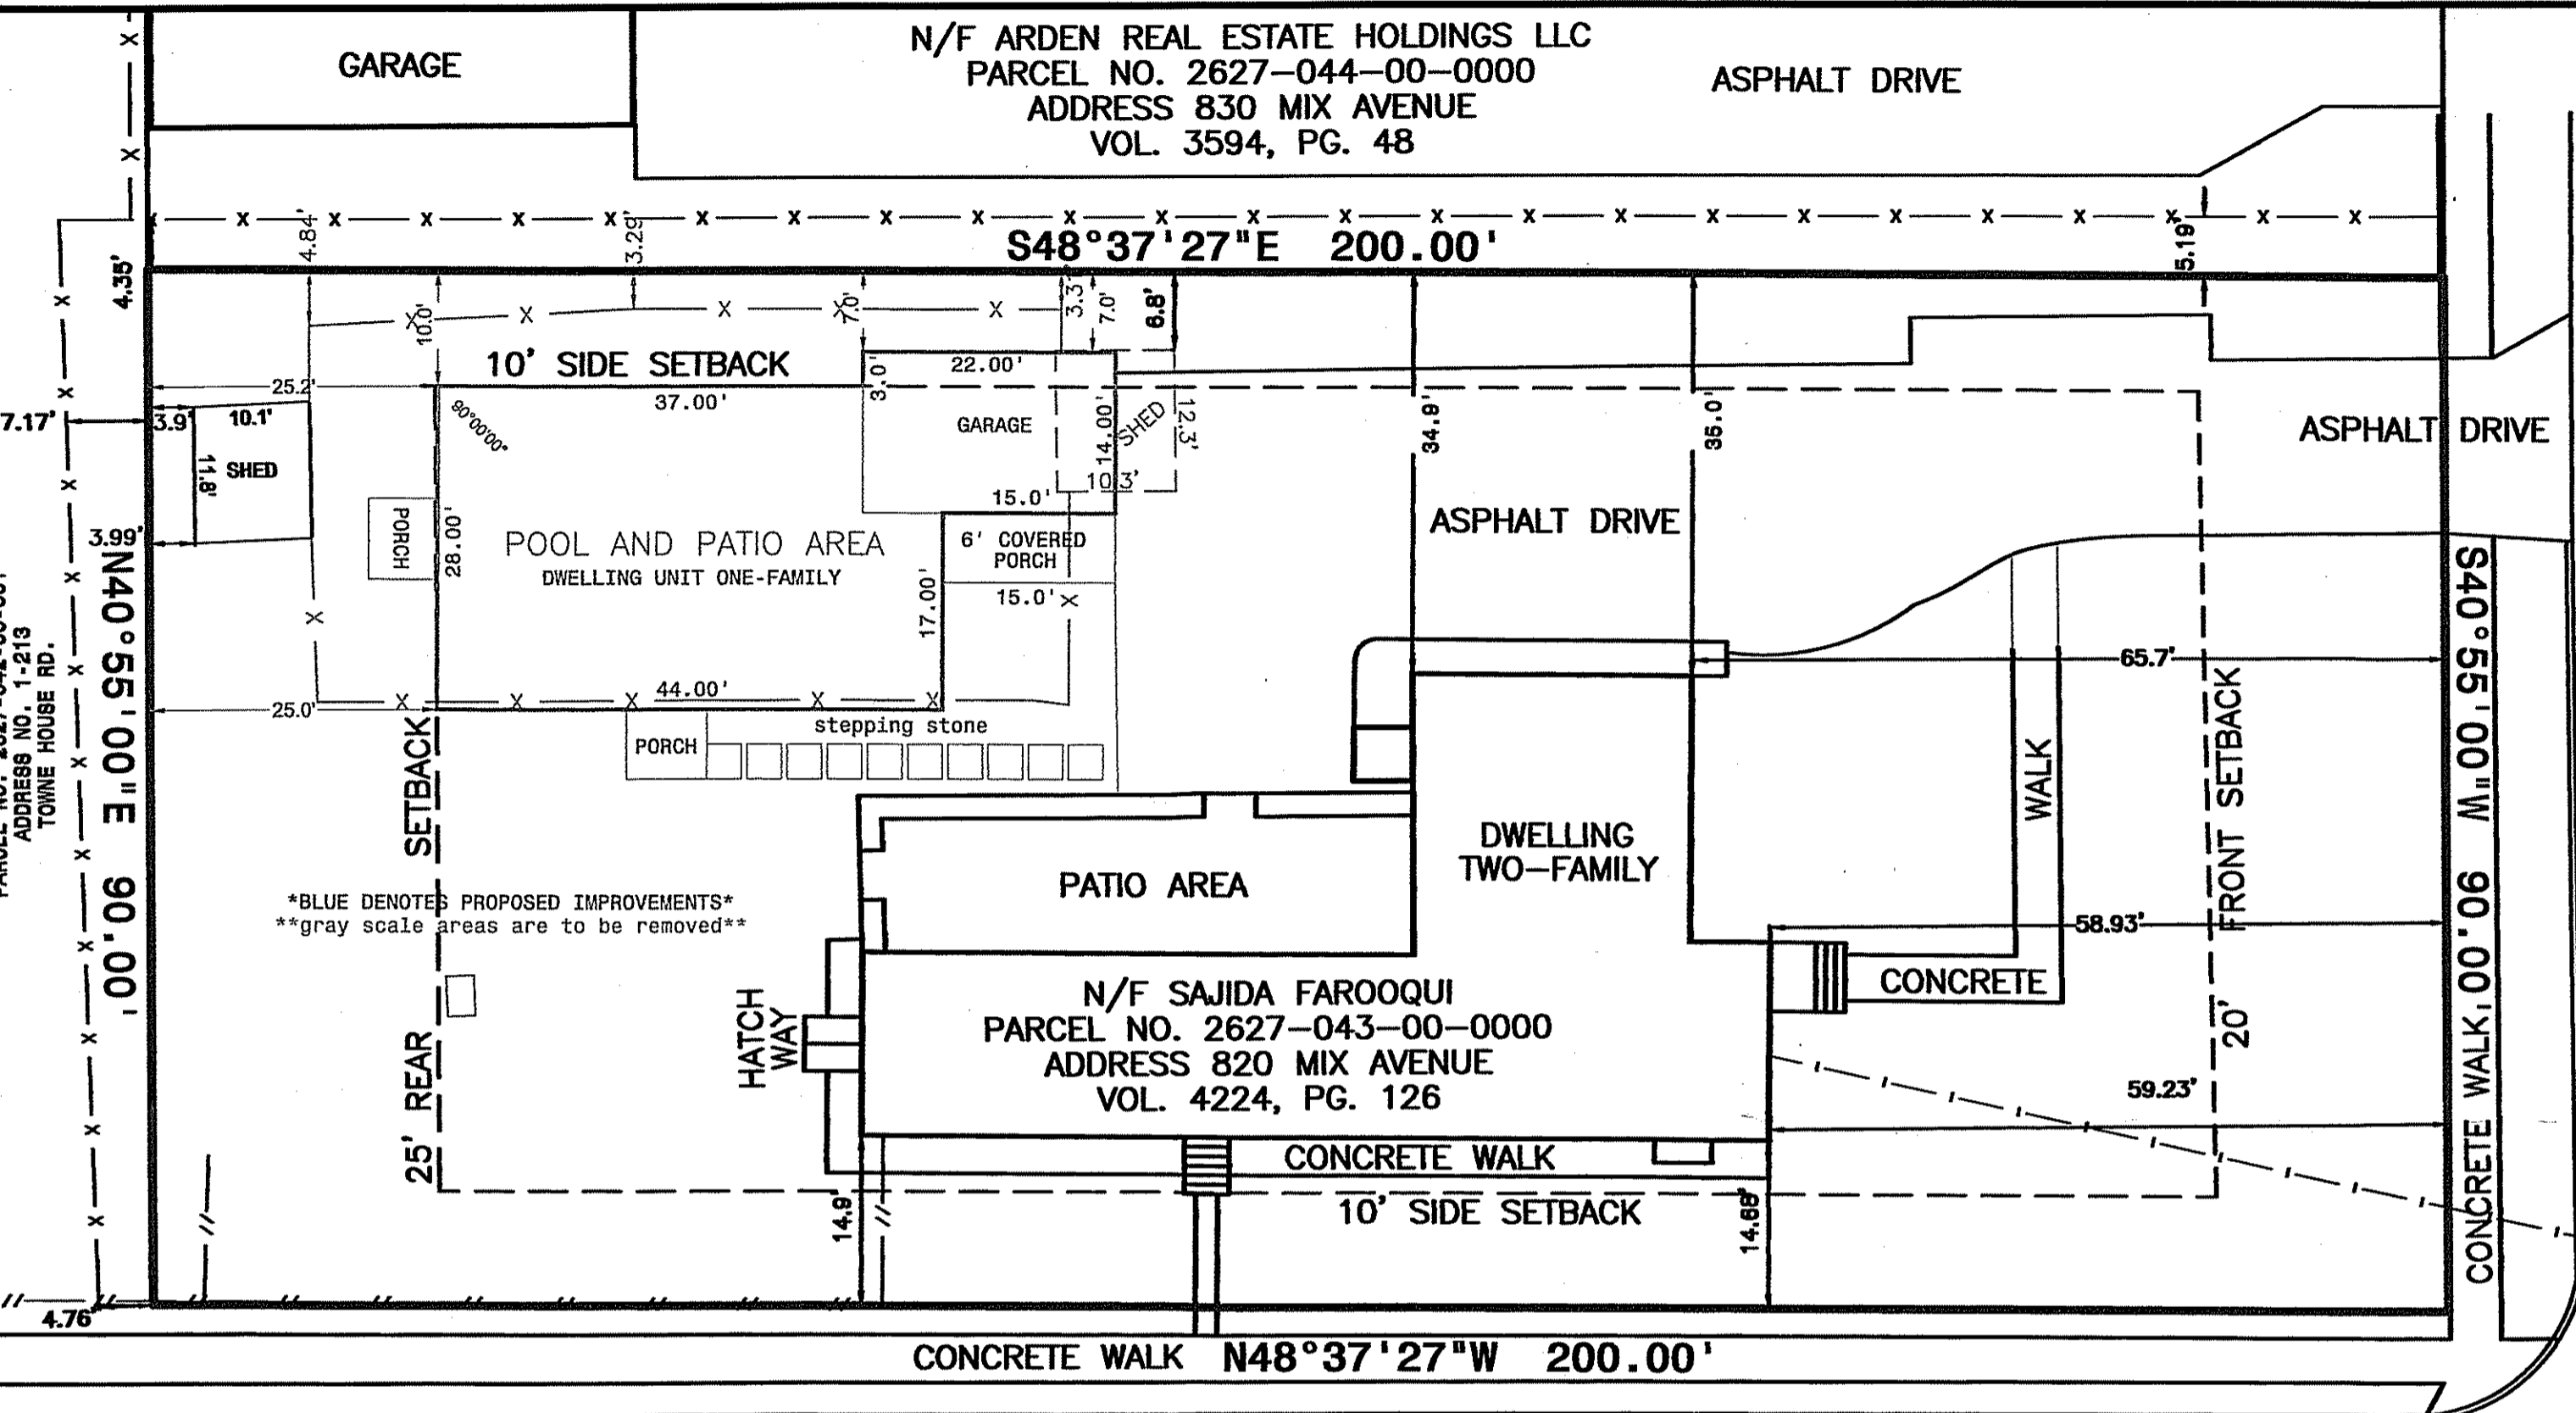 GARAGE
N/F ARDEN REAL ESTATE HOLDINGS LLC
PARCEL NO. 2627-044-00-0000
ADDRESS 830 MIX AVENUE
VOL. 3594, PG. 48
ASPHALT DRIVE
S48°37'27"E 200.00'
4.35'
4.84'
3.29'
5.19'
10.0'
7.0'
3.3'
7.0'
6.8'
10' SIDE SETBACK
22.00'
3.0'
25.2'
37.00'
90°00'00"
7.17'
3.9'
10.1'
11.8'
SHED
3.99'
GARAGE
14.00'
SHED
12.3'
10.3'
15.0'
34.9'
35.0'
ASPHALT DRIVE
ASPHALT DRIVE
PORCH
28.00'
POOL AND PATIO AREA
DWELLING UNIT ONE-FAMILY
6' COVERED
PORCH
15.0'
17.00'
44.00'
25.0'
stepping stone
PORCH
65.7'
ADDRESS NO. 1-213
TOWNE HOUSE RD.
N40°55'00"E 90.00'
S40°55'00"W 90.00'
25' REAR SETBACK
20' FRONT SETBACK
WALK
DWELLING
TWO-FAMILY
PATIO AREA
*BLUE DENOTES PROPOSED IMPROVEMENTS*
**gray scale areas are to be removed**
58.93'
CONCRETE
HATCH
WAY
N/F SAJIDA FAROOQUI
PARCEL NO. 2627-043-00-0000
ADDRESS 820 MIX AVENUE
VOL. 4224, PG. 126
59.23'
CONCRETE WALK
CONCRETE WALK
14.9'
10' SIDE SETBACK
14.68'
4.76'
CONCRETE WALK N48°37'27"W 200.00'